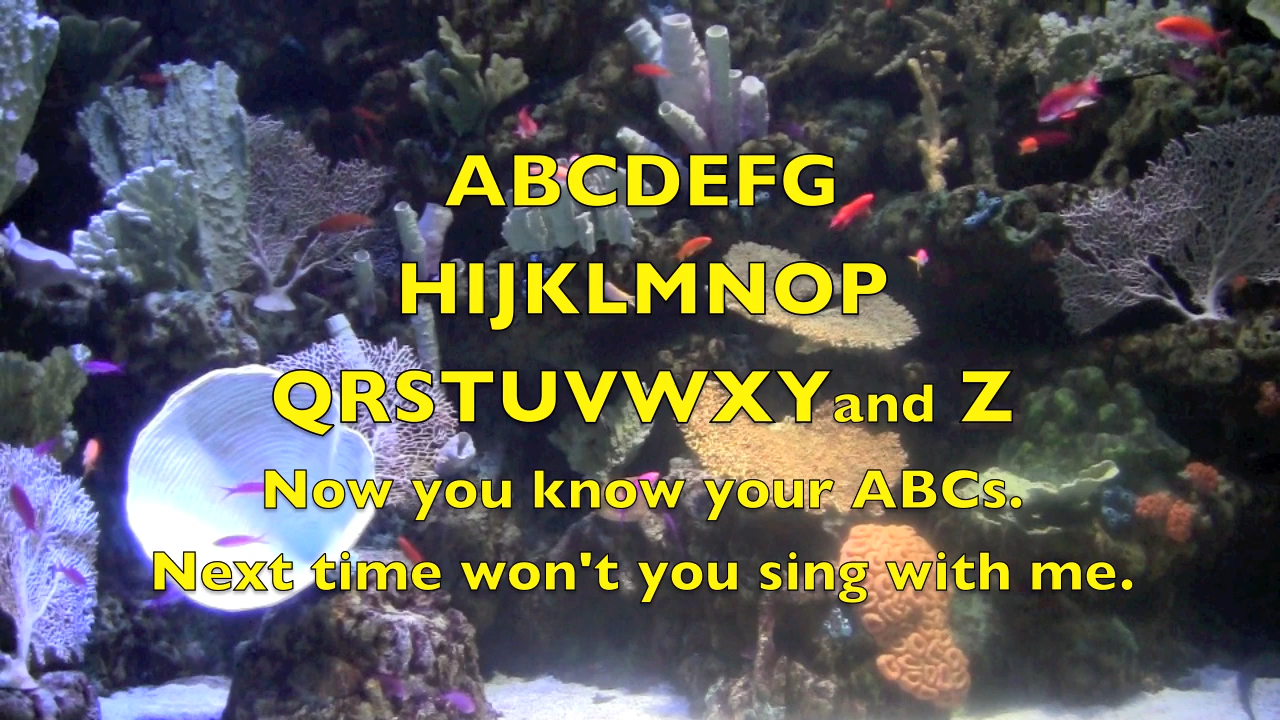 ABCDEFG
HIJKLMNOP
QRSTUVWXYand Z
Now you know your ABCs.
Next time won't you sing with me.